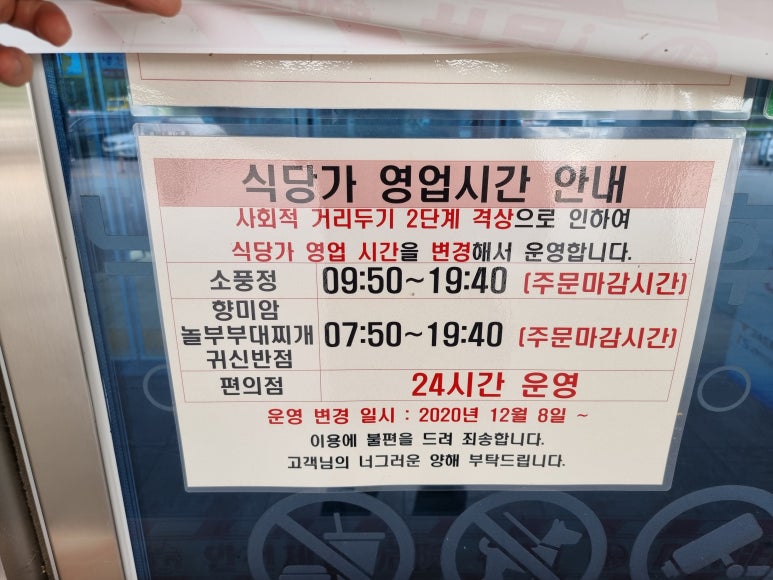 식당가 영업시간 안내
사회적 거리두기 2단계 격상으로 인하여
식당가 영업 시간을 변경해서 운영합니다.
소풍정 09:50~19:40 (주문마감시간)
향미암
놀부부대찌개 07:50~19:40 (주문마감시간)
귀신반점
편의점 24시간 운영
운영 변경 일시 : 2020년 12월 8일 ~
이용에 불편을 드려 죄송합니다.
고객님의 너그러운 양해 부탁드립니다.